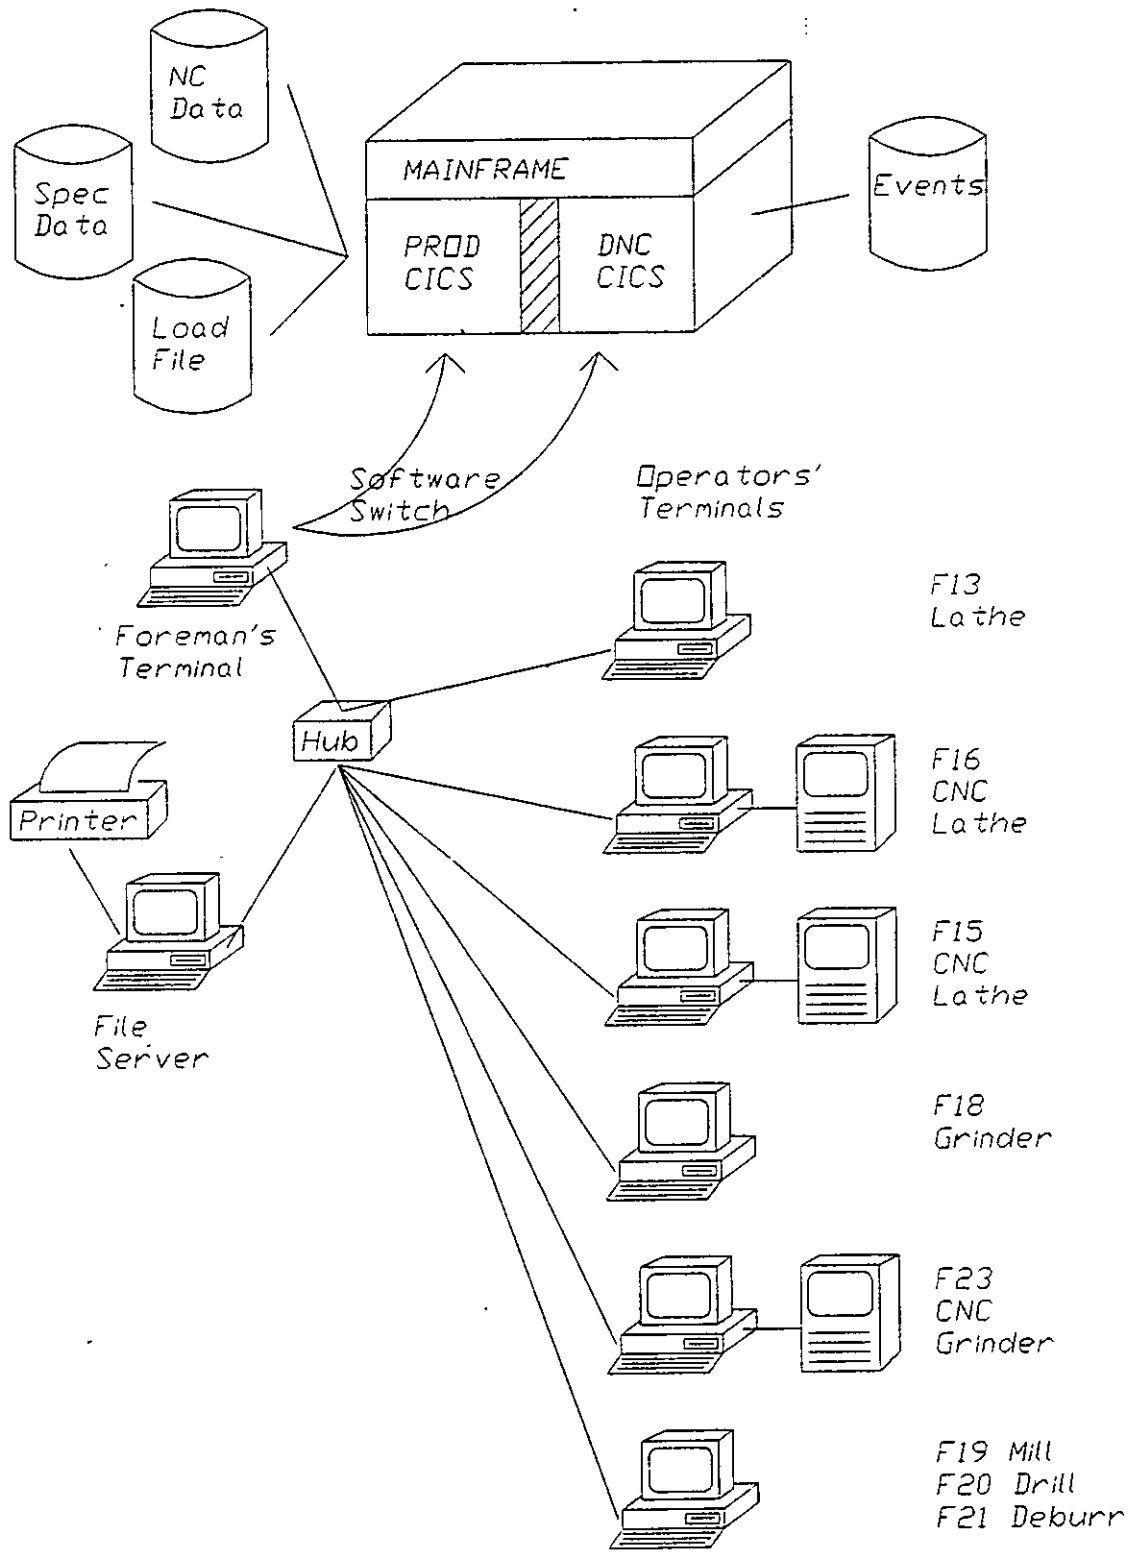 NC
Data
Spec
Data
Load
File
MAINFRAME
PROD
CICS
DNC
CICS
Events
Software
Switch
Operators'
Terminals
Foreman's
Terminal
F13
Lathe
Hub
Printer
F16
CNC
Lathe
File
Server
F15
CNC
Lathe
F18
Grinder
F23
CNC
Grinder
F19 Mill
F20 Drill
F21 Deburr